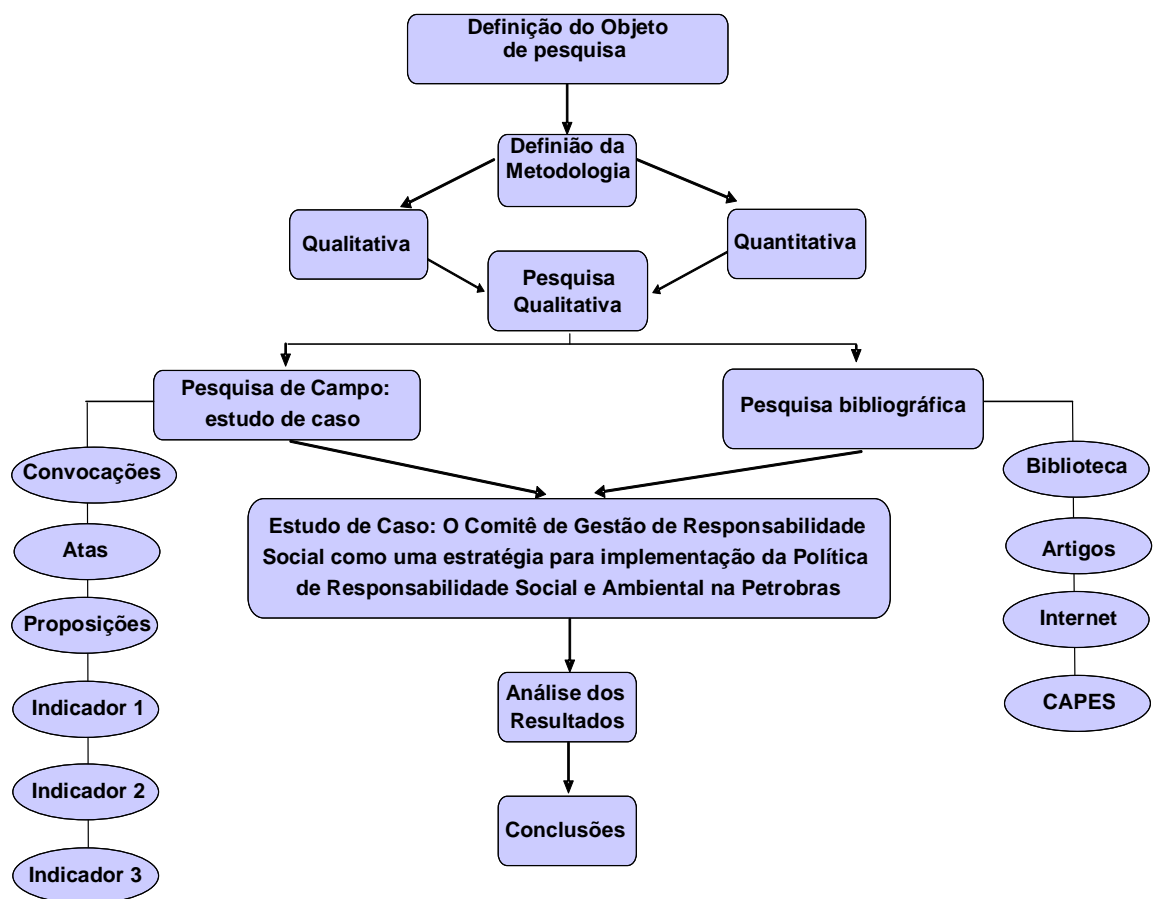 Definição do Objeto
de pesquisa
Definião da
Metodologia
Qualitativa
Quantitativa
Pesquisa
Qualitativa
Pesquisa de Campo:
estudo de caso
Pesquisa bibliográfica
Convocações
Atas
Proposições
Indicador 1
Indicador 2
Indicador 3
Biblioteca
Artigos
Internet
CAPES
Estudo de Caso: O Comitê de Gestão de Responsabilidade
Social como uma estratégia para implementação da Política
de Responsabilidade Social e Ambiental na Petrobras
Análise dos
Resultados
Conclusões